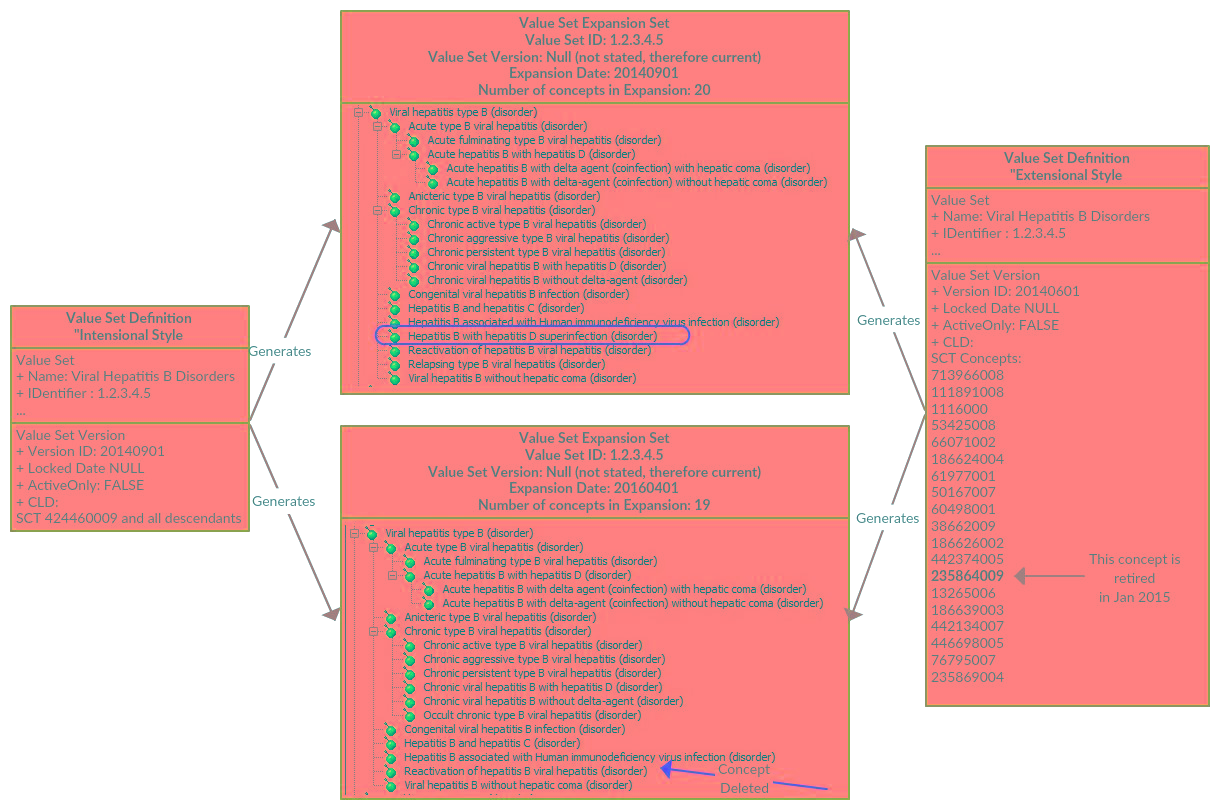 Value Set Expansion Set
Value Set ID: 1.2.3.4.5
Value Set Version: Null (not stated, therefore current)
Expansion Date: 20140901
Number of concepts in Expansion: 20
Viral hepatitis type B (disorder)
Acute type B viral hepatitis (disorder)
Acute fulminating type B viral hepatitis (disorder)
Acute hepatitis B with hepatitis D (disorder)
Acute hepatitis B with delta agent (coinfection) with hepatic coma (disorder)
Acute hepatitis B with delta-agent (coinfection) without hepatic coma (disorder)
Anicteric type B viral hepatitis (disorder)
Chronic type B viral hepatitis (disorder)
Chronic active type B viral hepatitis (disorder)
Chronic aggressive type B viral hepatitis (disorder)
Chronic persistent type B viral hepatitis (disorder)
Chronic viral hepatitis B with hepatitis D (disorder)
Chronic viral hepatitis B without delta-agent (disorder)
Congenital viral hepatitis B infection (disorder)
Hepatitis B and hepatitis C (disorder)
Hepatitis B associated with Human immunodeficiency virus infection (disorder)
Hepatitis B with hepatitis D superinfection (disorder)
Reactivation of hepatitis B viral hepatitis (disorder)
Relapsing type B viral hepatitis (disorder)
Viral hepatitis B without hepatic coma (disorder)
Value Set Definition
"Intensional Style
Value Set
+ Name: Viral Hepatitis B Disorders
+ IDentifier : 1.2.3.4.5
...
Value Set Version
+ Version ID: 20140901
+ Locked Date NULL
+ ActiveOnly: FALSE
+ CLD:
SCT 424460009 and all descendants
Generates
Generates
Value Set Expansion Set
Value Set ID: 1.2.3.4.5
Value Set Version: Null (not stated, therefore current)
Expansion Date: 20160401
Number of concepts in Expansion: 19
Viral hepatitis type B (disorder)
Acute type B viral hepatitis (disorder)
Acute fulminating type B viral hepatitis (disorder)
Acute hepatitis B with hepatitis D (disorder)
Acute hepatitis B with delta agent (coinfection) with hepatic coma (disorder)
Acute hepatitis B with delta-agent (coinfection) without hepatic coma (disorder)
Anicteric type B viral hepatitis (disorder)
Chronic type B viral hepatitis (disorder)
Chronic active type B viral hepatitis (disorder)
Chronic aggressive type B viral hepatitis (disorder)
Chronic persistent type B viral hepatitis (disorder)
Chronic viral hepatitis B with hepatitis D (disorder)
Chronic viral hepatitis B without delta-agent (disorder)
Occult chronic type B viral hepatitis (disorder)
Congenital viral hepatitis B infection (disorder)
Hepatitis B and hepatitis C (disorder)
Hepatitis B associated with Human immunodeficiency virus infection (disorder)
Reactivation of hepatitis B viral hepatitis (disorder)
Viral hepatitis B without hepatic coma (disorder)
Concept
Deleted
Generates
Generates
Value Set Definition
"Extensional Style
Value Set
+ Name: Viral Hepatitis B Disorders
+ IDentifier : 1.2.3.4.5
...
Value Set Version
+ Version ID: 20140601
+ Locked Date NULL
+ ActiveOnly: FALSE
+ CLD:
SCT Concepts:
713966008
111891008
1116000
53425008
66071002
186624004
61977001
50167007
60498001
38662009
186626002
442374005
235864009
13265006
186639003
442134007
446698005
76795007
235869004
This concept is
retired
in Jan 2015